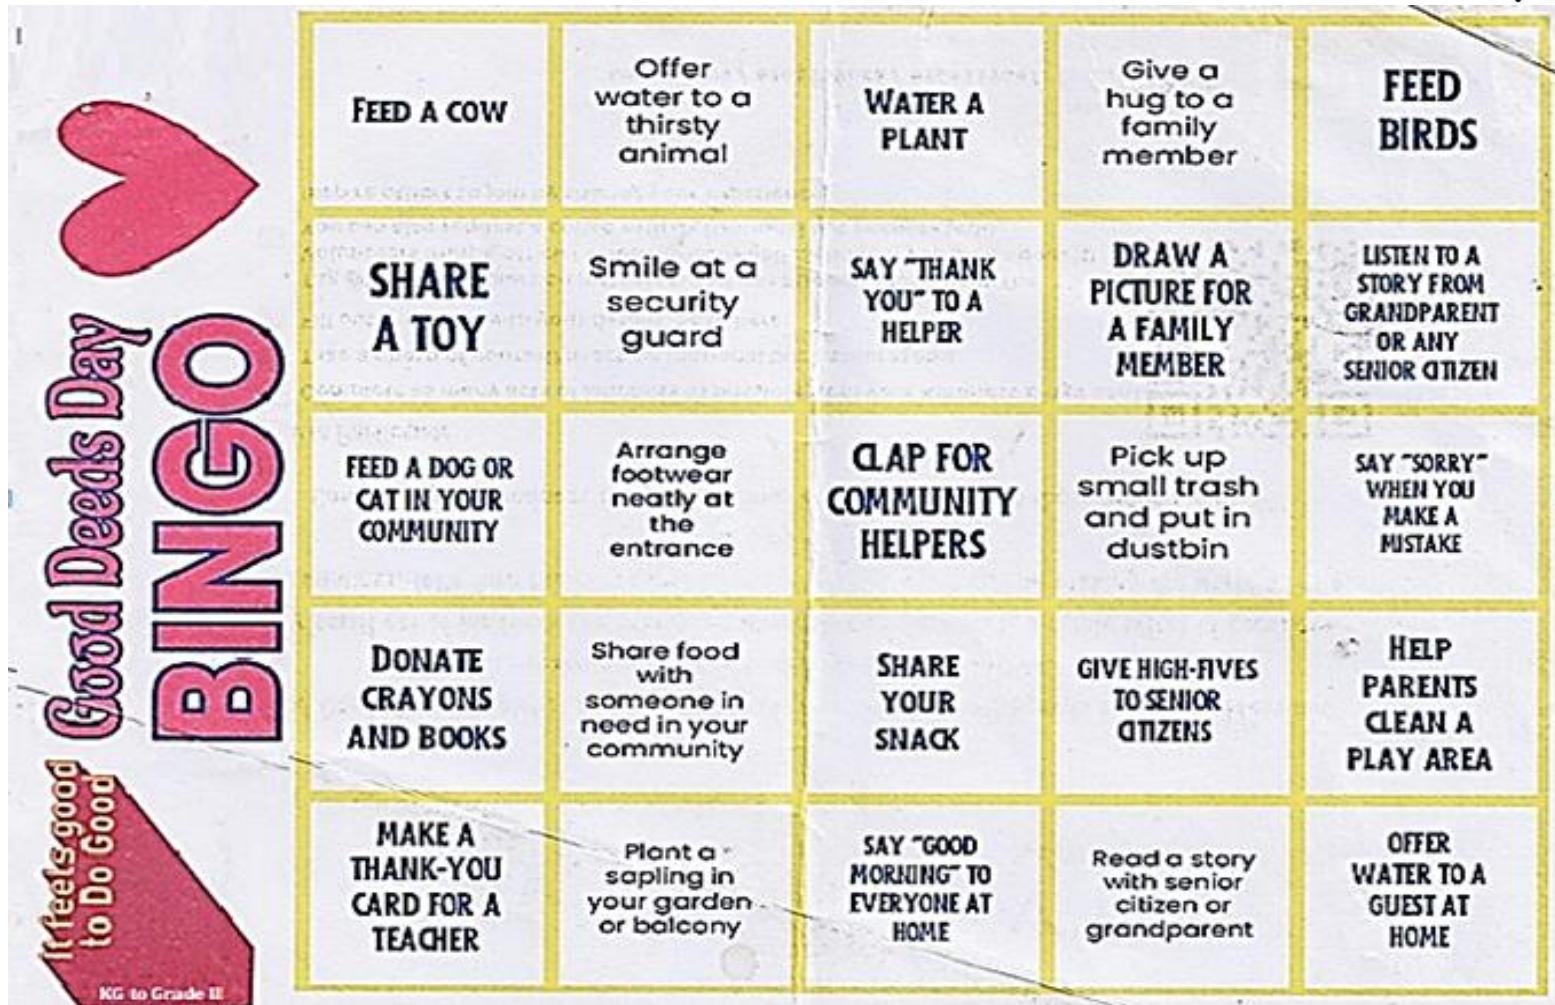 Good Deeds Day
BINGO
It feels good
to Do Good
KG to Grade II
FEED A COW
Offer
water to a
thirsty
animal
WATER A
PLANT
Give a
hug to a
family
member
FEED
BIRDS
SHARE
A TOY
Smile at a
security
guard
SAY "THANK
YOU" TO A
HELPER
DRAW A
PICTURE FOR
A FAMILY
MEMBER
LISTEN TO A
STORY FROM
GRANDPARENT
OR ANY
SENIOR CITIZEN
FEED A DOG OR
CAT IN YOUR
COMMUNITY
Arrange
footwear
neatly at
the
entrance
CLAP FOR
COMMUNITY
HELPERS
Pick up
small trash
and put in
dustbin
SAY "SORRY"
WHEN YOU
MAKE A
MISTAKE
DONATE
CRAYONS
AND BOOKS
Share food
with
someone in
need in your
community
SHARE
YOUR
SNACK
GIVE HIGH-FIVES
TO SENIOR
CITIZENS
HELP
PARENTS
CLEAN A
PLAY AREA
MAKE A
THANK-YOU
CARD FOR A
TEACHER
Plant a
sapling in
your garden
or balcony
SAY "GOOD
MORNING" TO
EVERYONE AT
HOME
Read a story
with senior
citizen or
grandparent
OFFER
WATER TO A
GUEST AT
HOME